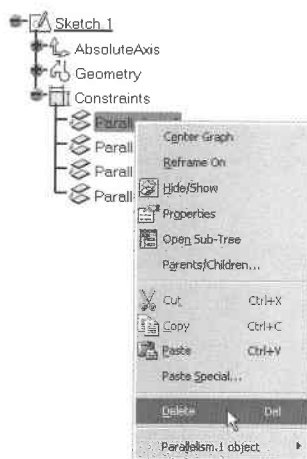 Sketch.1
AbsoluteAxis
Geometry
Constraints
Parall
Parall
Parall
Center Graph
Reframe On
Hide/Show
Properties
Open Sub-Tree
Parents/Children...
Cut Ctrl+X
Copy Ctrl+C
Paste Ctrl+V
Paste Special...
Delete Del
Parallelism.1 object